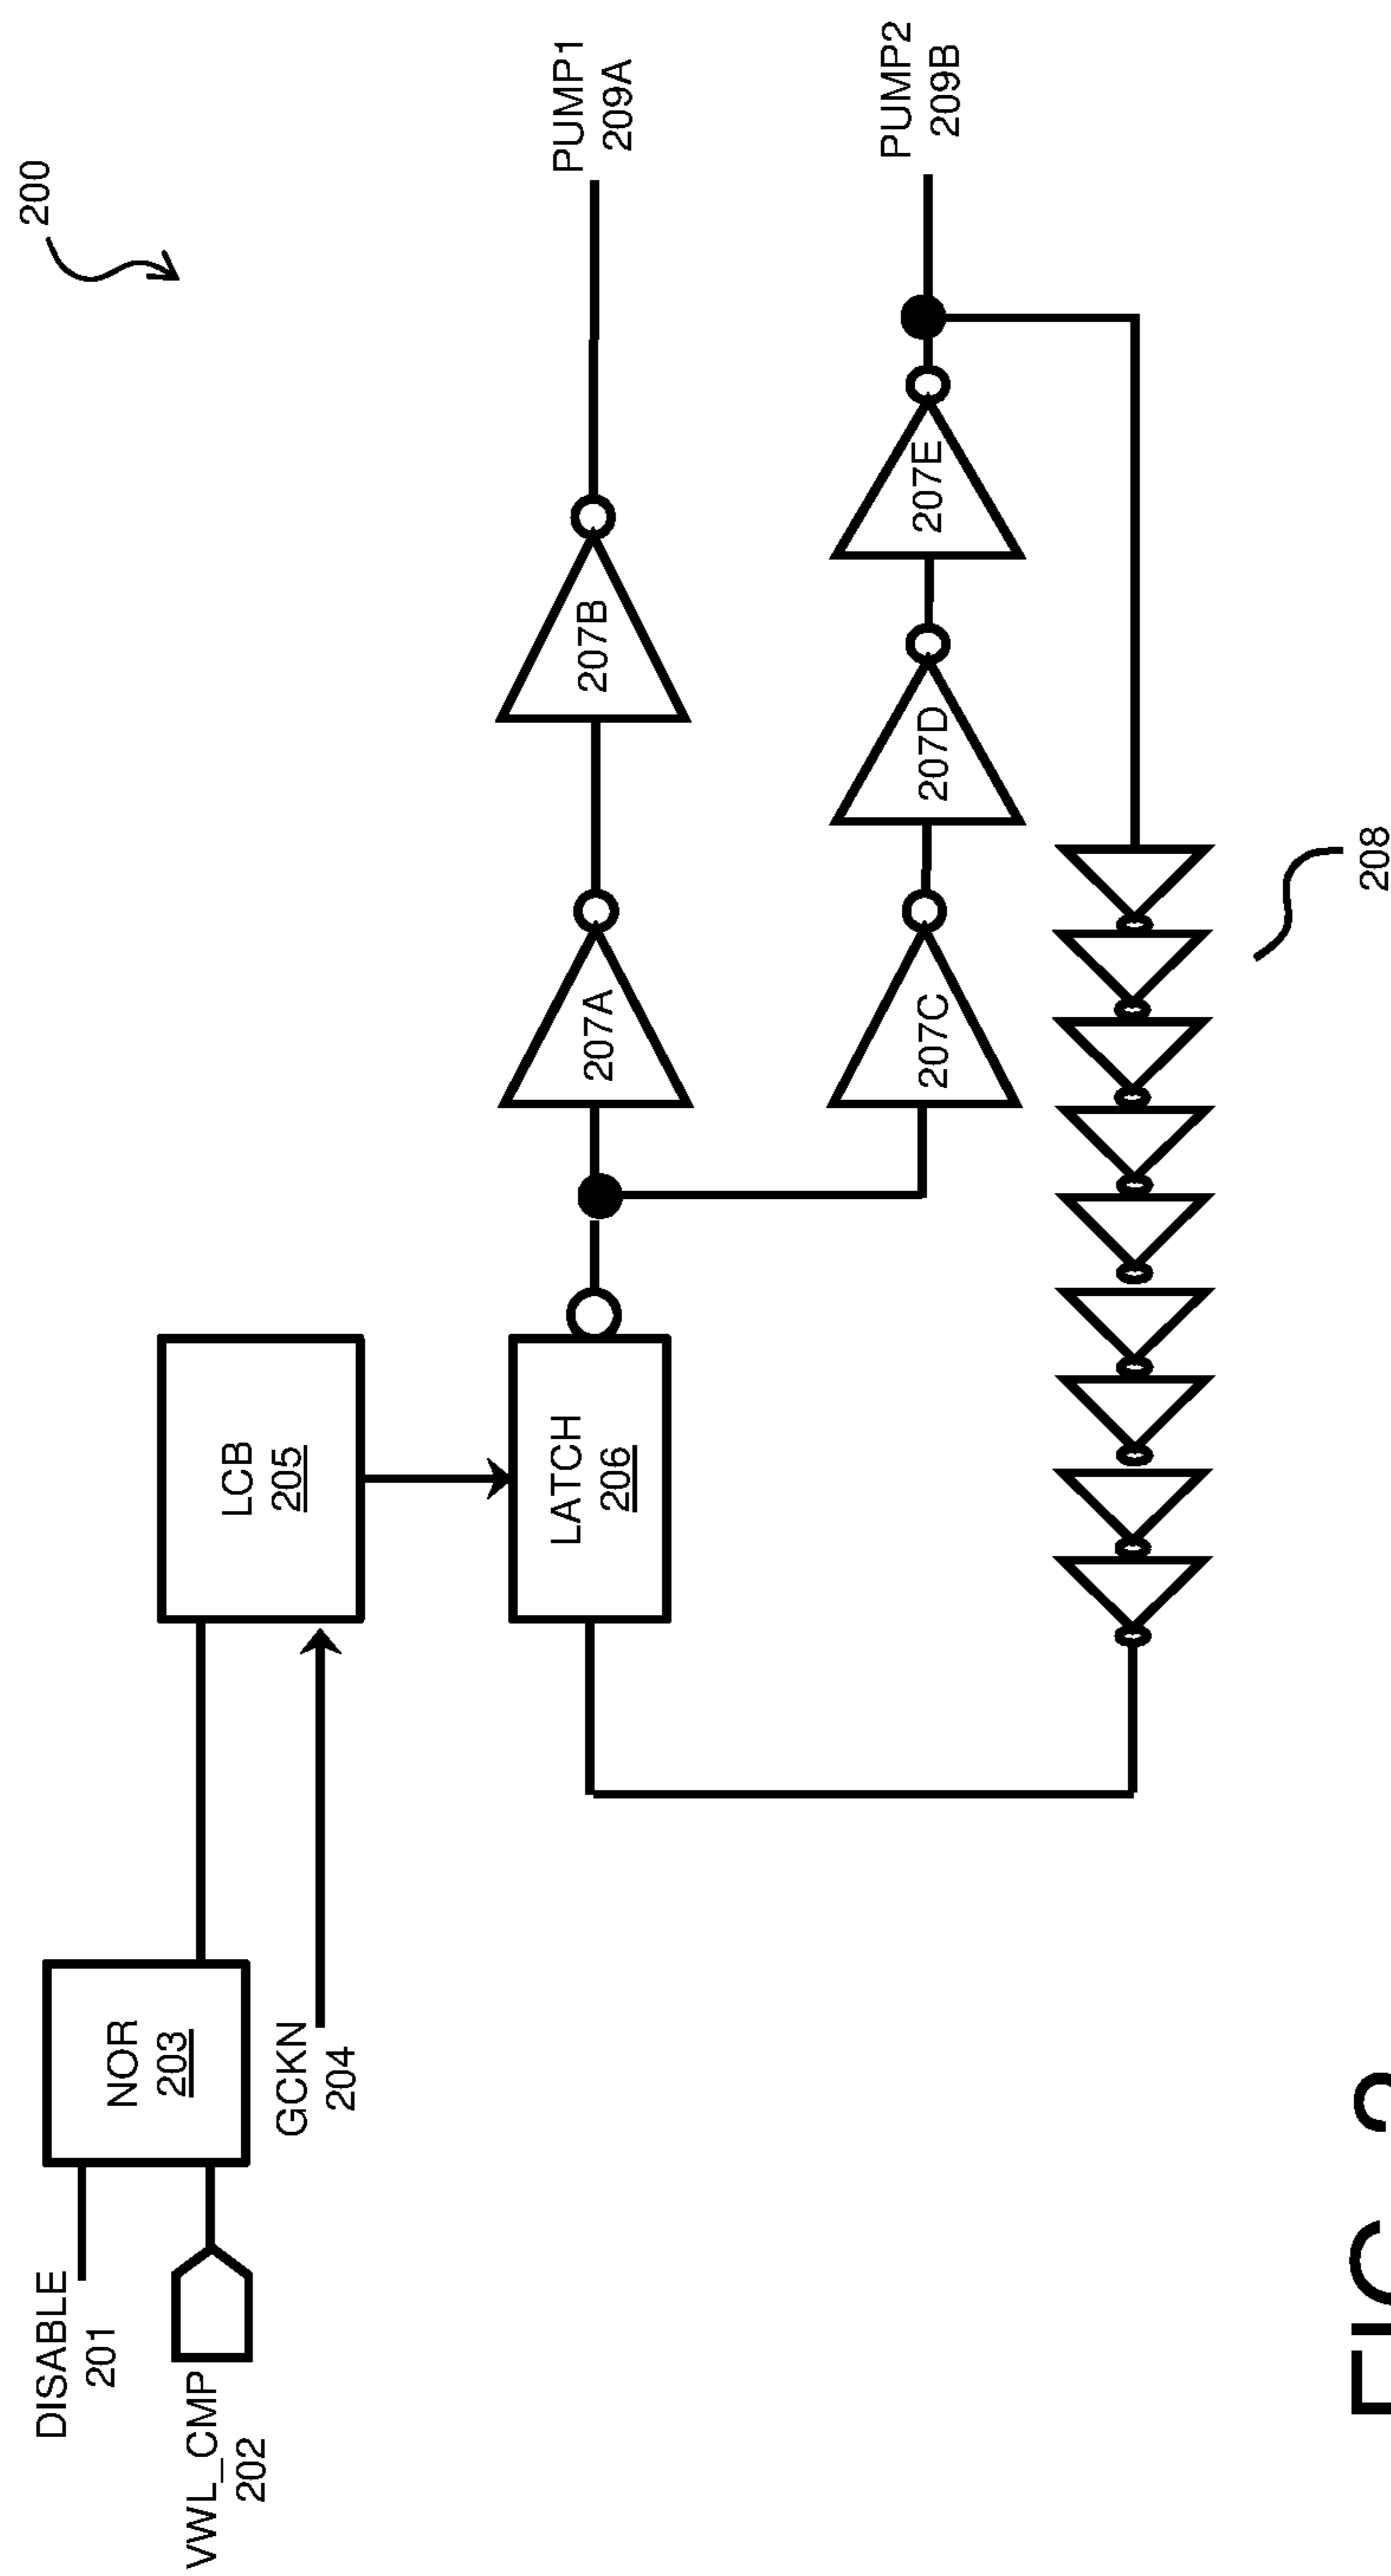 200
DISABLE
201
VWL_CMP
202
NOR
203
GCKN
204
LCB
205
LATCH
206
207A
207B
PUMP1
209A
207C
207D
207E
PUMP2
209B
208